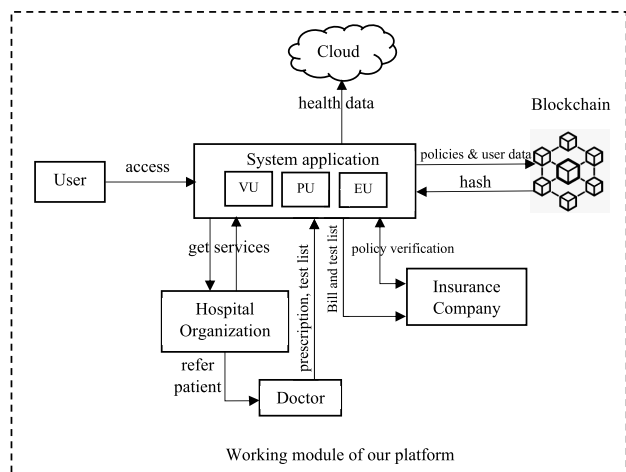 Cloud
health data
Blockchain
System application
policies & user data
User
access
VU
PU
EU
hash
get services
prescription, test list
Bill and test list
policy verification
Hospital
Organization
Insurance
Company
refer
patient
Doctor
Working module of our platform